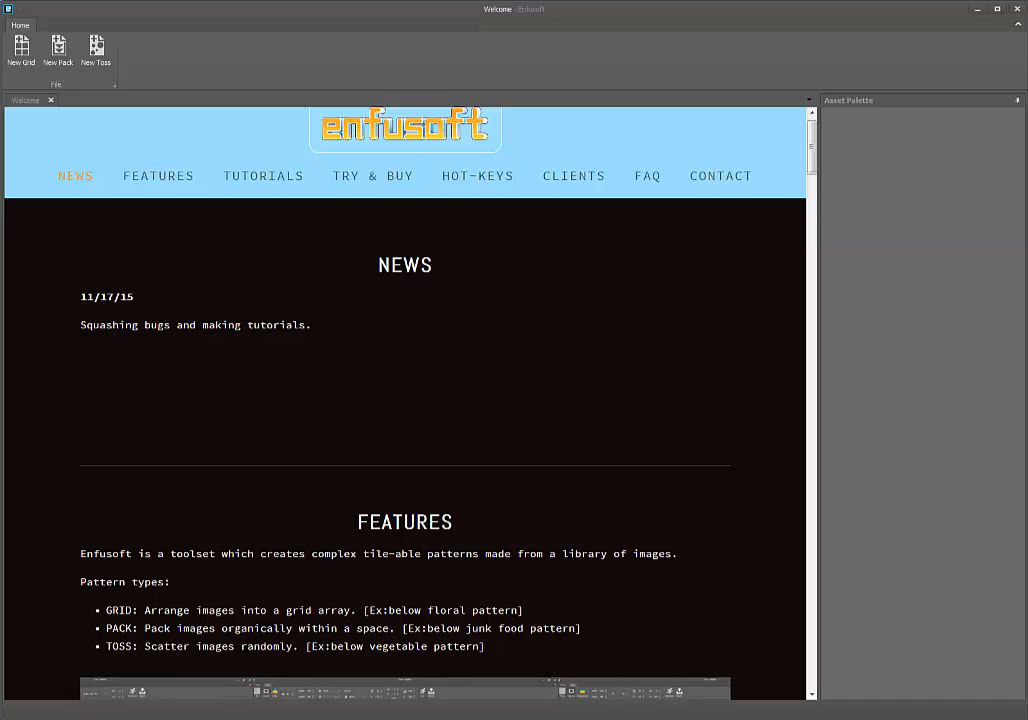 Welcome - Enfusoft
Home
New Grid New Pack New Toss
File
Welcome
Asset Palette
enfusoft
NEWS FEATURES TUTORIALS TRY & BUY HOT-KEYS CLIENTS FAQ CONTACT
NEWS
11/17/15
Squashing bugs and making tutorials.
FEATURES
Enfusoft is a toolset which creates complex tile-able patterns made from a library of images.
Pattern types:
• GRID: Arrange images into a grid array. [Ex:below floral pattern]
• PACK: Pack images organically within a space. [Ex:below junk food pattern]
• TOSS: Scatter images randomly. [Ex:below vegetable pattern]